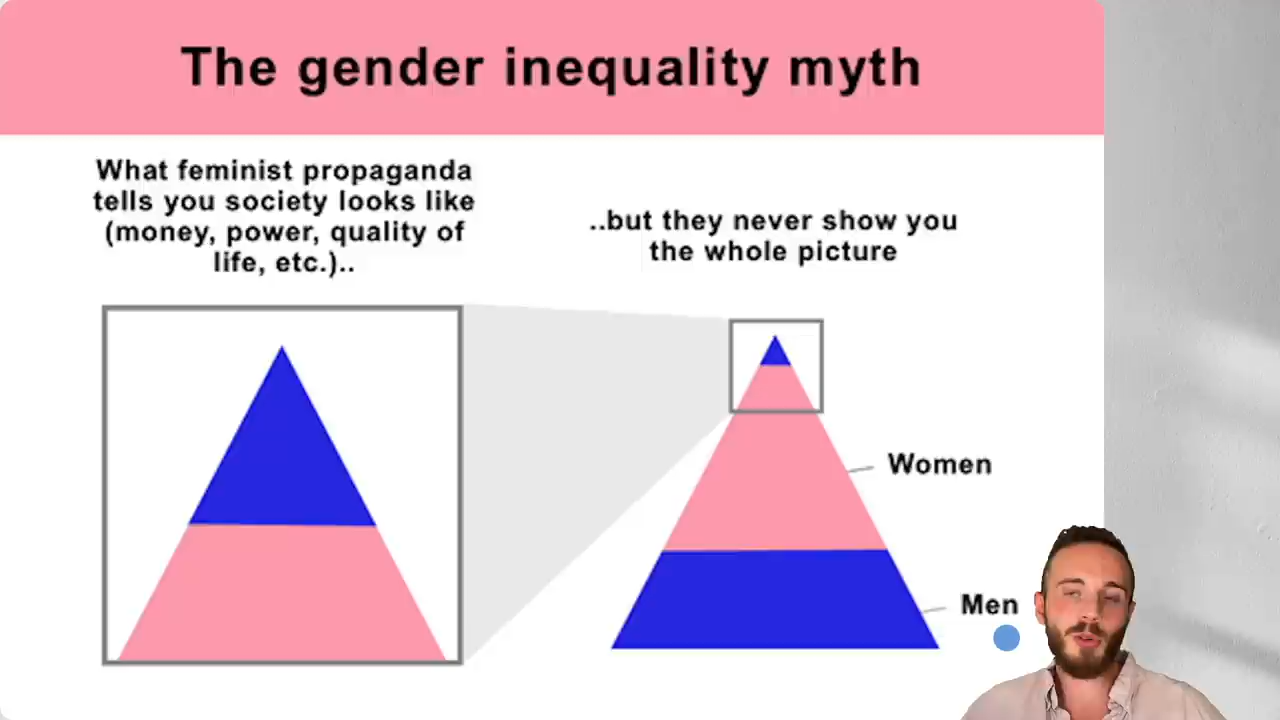 The gender inequality myth
What feminist propaganda
tells you society looks like
(money, power, quality of
life, etc.)..
..but they never show you
the whole picture
Women
Men